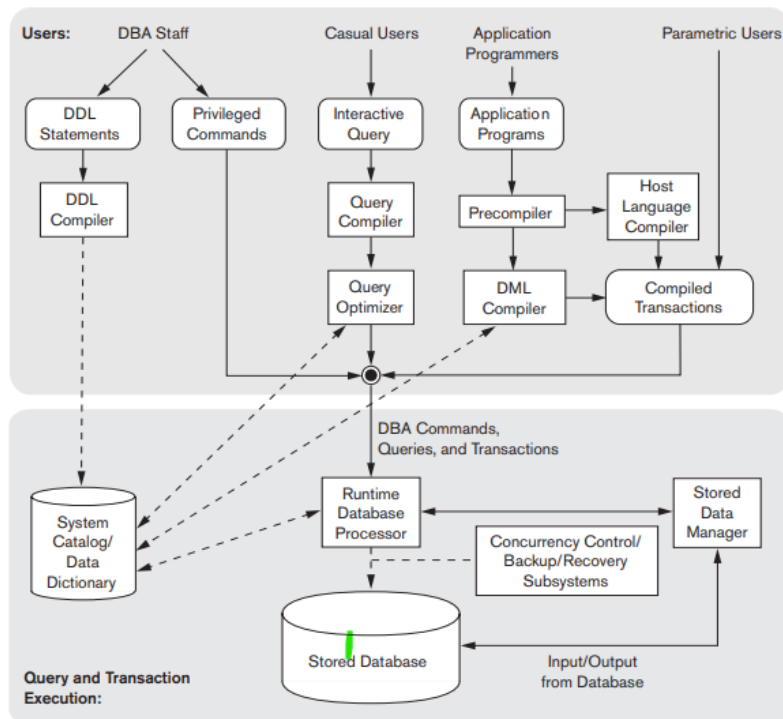 Users:
DBA Staff
Casual Users
Application
Programmers
Parametric Users
DDL
Statements
Privileged
Commands
Interactive
Query
Application
Programs
DDL
Compiler
Query
Compiler
Precompiler
Host
Language
Compiler
Query
Optimizer
DML
Compiler
Compiled
Transactions
DBA Commands,
Queries, and Transactions
System
Catalog/
Data
Dictionary
Runtime
Database
Processor
Stored
Data
Manager
Concurrency Control/
Backup/Recovery
Subsystems
Stored Database
Input/Output
from Database
Query and Transaction
Execution: